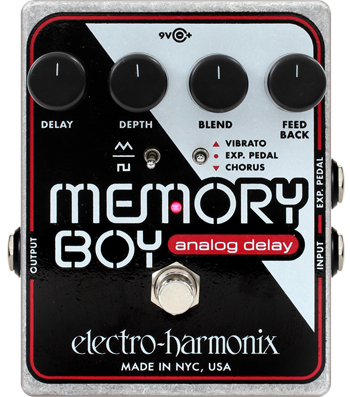 9V +
DELAY DEPTH BLEND FEED
BACK
VIBRATO
EXP. PEDAL
CHORUS
EXP. PEDAL
MEMORY
BOY analog delay
OUTPUT
INPUT
electro-harmonix
MADE IN NYC, USA